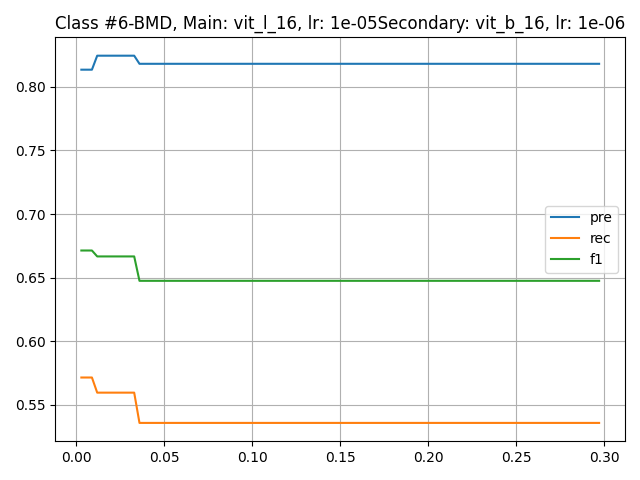 Class #6-BMD, Main: vit_l_16, lr: 1e-05Secondary: vit_b_16, lr: 1e-06
0.80
0.75
0.70
0.65
0.60
0.55
pre
rec
f1
0.00 0.05 0.10 0.15 0.20 0.25 0.30